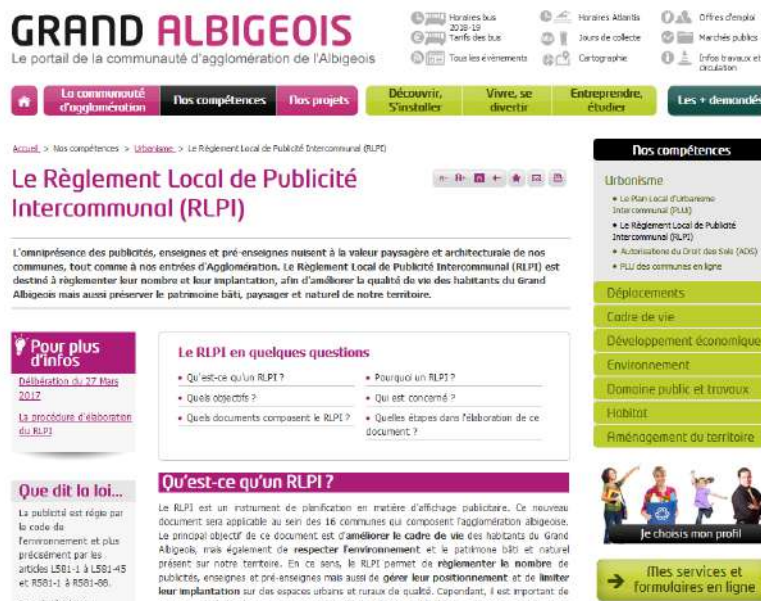 GRAND ALBIGEOIS
Le portail de la communauté d'agglomération de l'Albigeois
Horaires bus
2018-19
Tarifs des bus
Tous les événements
Horaires Atlantis
Jours de collecte
Cartographie
Offres d'emploi
Marchés publics
Infos travaux et
circulation
La communauté
d'agglomération
Nos compétences
Nos projets
Découvrir,
S'installer
Vivre, se
divertir
Entreprendre,
étudier
Les + demandés
Accueil > Nos compétences > Urbanisme > Le Règlement Local de Publicité Intercommunal (RLPI)
Le Règlement Local de Publicité
Intercommunal (RLPI)
L'omniprésence des publicités, enseignes et pré-enseignes nuisent à la valeur paysagère et architecturale de nos
communes, tout comme à nos entrées d'Agglomération. Le Règlement Local de Publicité Intercommunal (RLPI) est
destiné à règlementer leur nombre et leur implantation, afin d'améliorer la qualité de vie des habitants du Grand
Albigeois mais aussi préserver le patrimoine bâti, paysager et naturel de notre territoire.
Pour plus
d'infos
Délibération du 27 Mars
2017
La procédure d'élaboration
du RLPI
Le RLPI en quelques questions
• Qu'est-ce qu'un RLPI ?
• Pourquoi un RLPI ?
• Quels objectifs ?
• Qui est concerné ?
• Quels documents composent le RLPI ?
• Quelles étapes dans l'élaboration de ce
document ?
Que dit la loi...
La publicité est régie par
le code de
l'environnement et plus
précisément par les
articles L581-1 à L581-45
et R581-1 à R581-88.
Qu'est-ce qu'un RLPI ?
Le RLPI est un instrument de planification en matière d'affichage publicitaire. Ce nouveau
document sera applicable au sein des 16 communes qui composent l'agglomération albigeoise.
Le principal objectif de ce document est d'améliorer le cadre de vie des habitants du Grand
Albigeois, mais également de respecter l'environnement et le patrimoine bâti et naturel
présent sur notre territoire. En ce sens, le RLPI permet de règlementer le nombre de
publicités, enseignes et pré-enseignes mais aussi de gérer leur positionnement et de limiter
leur implantation sur des espaces urbains et ruraux de qualité. Cependant, il est important de
Nos compétences
Urbanisme
• Le Plan Local d'Urbanisme
Intercommunal (PLUi)
• Le Règlement Local de Publicité
Intercommunal (RLPI)
• Autorisations du Droit des Sols (ADS)
• PLU des communes en ligne
Déplacements
Cadre de vie
Développement économique
Environnement
Domaine public et travaux
Habitat
Aménagement du territoire
Je choisis mon profil
Mes services et
formulaires en ligne